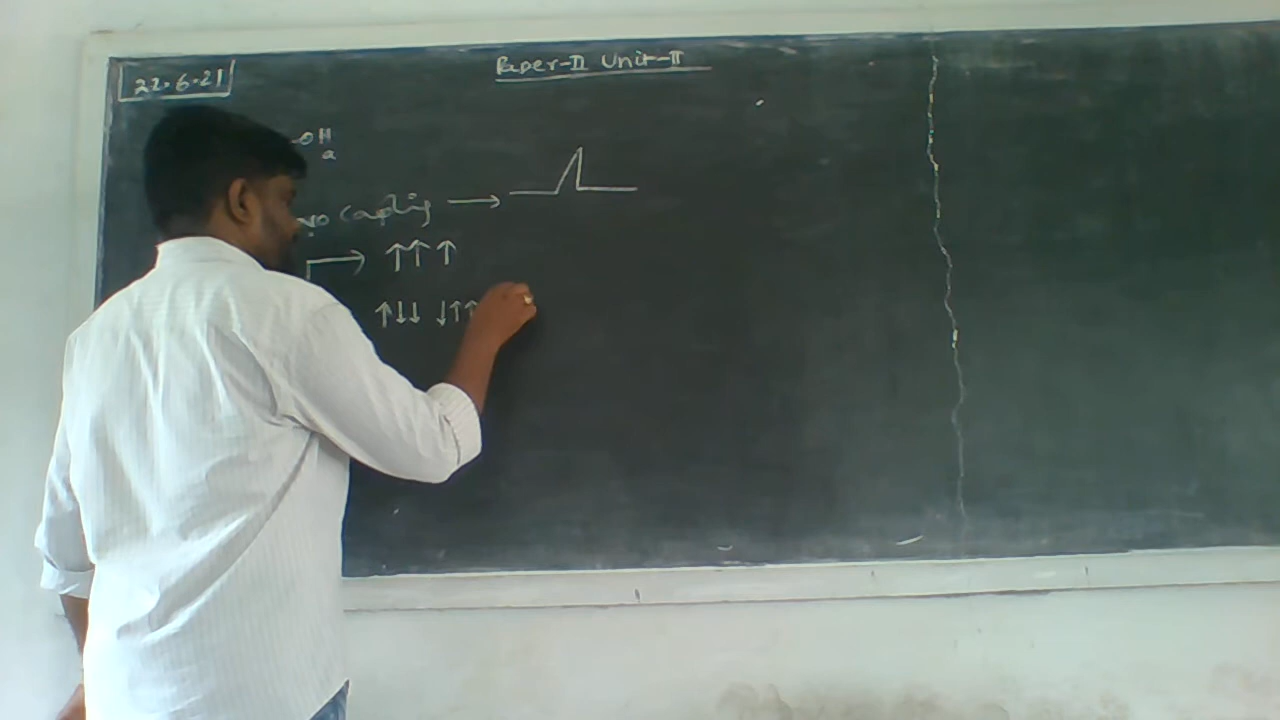 22.6.21
Paper-II Unit-II
-OH
a
NO Coupling →
↑↑ ↑
↑↓↓ ↓↑↑